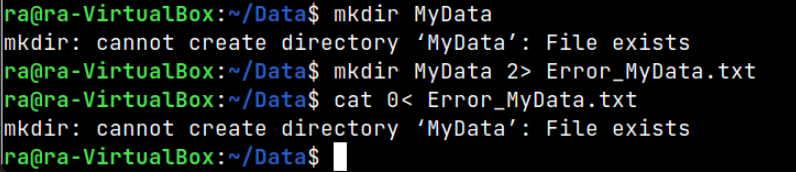 ra@ra-VirtualBox:~/Data$ mkdir MyData
mkdir: cannot create directory ‘MyData’: File exists
ra@ra-VirtualBox:~/Data$ mkdir MyData 2> Error_MyData.txt
ra@ra-VirtualBox:~/Data$ cat 0< Error_MyData.txt
mkdir: cannot create directory ‘MyData’: File exists
ra@ra-VirtualBox:~/Data$